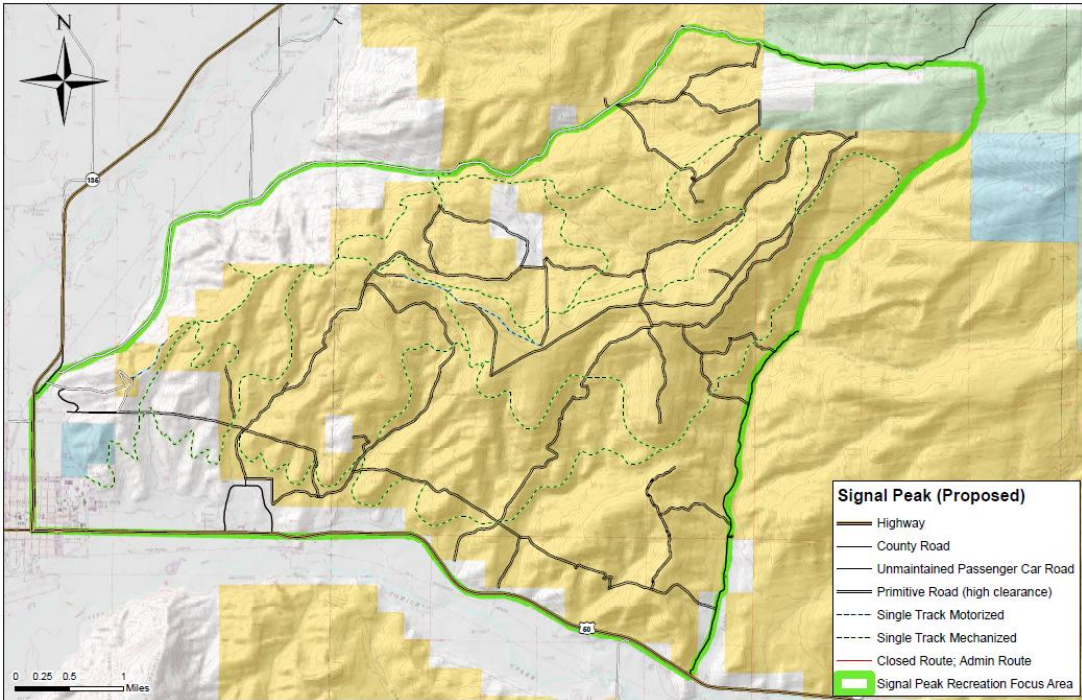 N
135
50
Signal Peak (Proposed)
Highway
County Road
Unmaintained Passenger Car Road
Primitive Road (high clearance)
Single Track Motorized
Single Track Mechanized
Closed Route; Admin Route
Signal Peak Recreation Focus Area
0 0.25 0.5 1
Miles